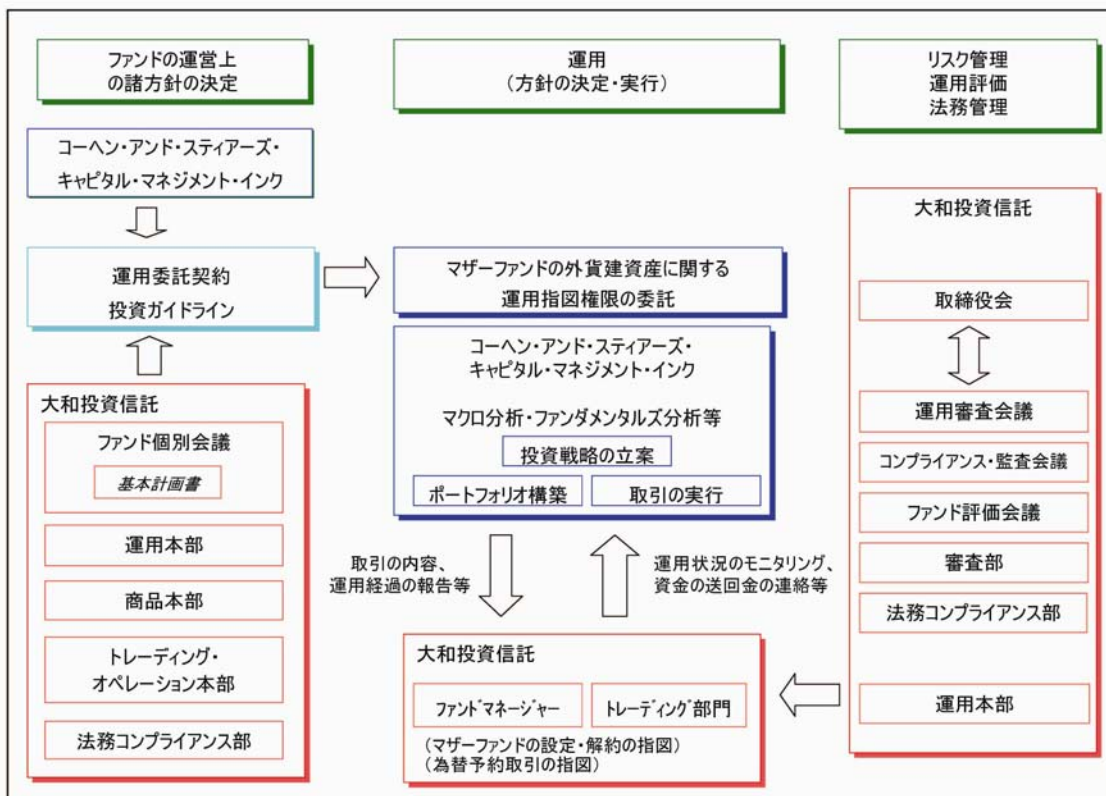 ファンドの運営上
の諸方針の決定
運用
(方針の決定・実行)
リスク管理
運用評価
法務管理
コーヘン・アンド・スティアーズ・
キャピタル・マネジメント・インク
運用委託契約
投資ガイドライン
マザーファンドの外貨建資産に関する
運用指図権限の委託
コーヘン・アンド・スティアーズ・
キャピタル・マネジメント・インク
マクロ分析・ファンダメンタルズ分析等
投資戦略の立案
ポートフォリオ構築
取引の実行
大和投資信託
ファンド個別会議
基本計画書
運用本部
商品本部
トレーディング・
オペレーション本部
法務コンプライアンス部
取引の内容、
運用経過の報告等
運用状況のモニタリング、
資金の送回金の連絡等
大和投資信託
ファンドマネージャー
トレーディング部門
(マザーファンドの設定・解約の指図)
(為替予約取引の指図)
大和投資信託
取締役会
運用審査会議
コンプライアンス・監査会議
ファンド評価会議
審査部
法務コンプライアンス部
運用本部